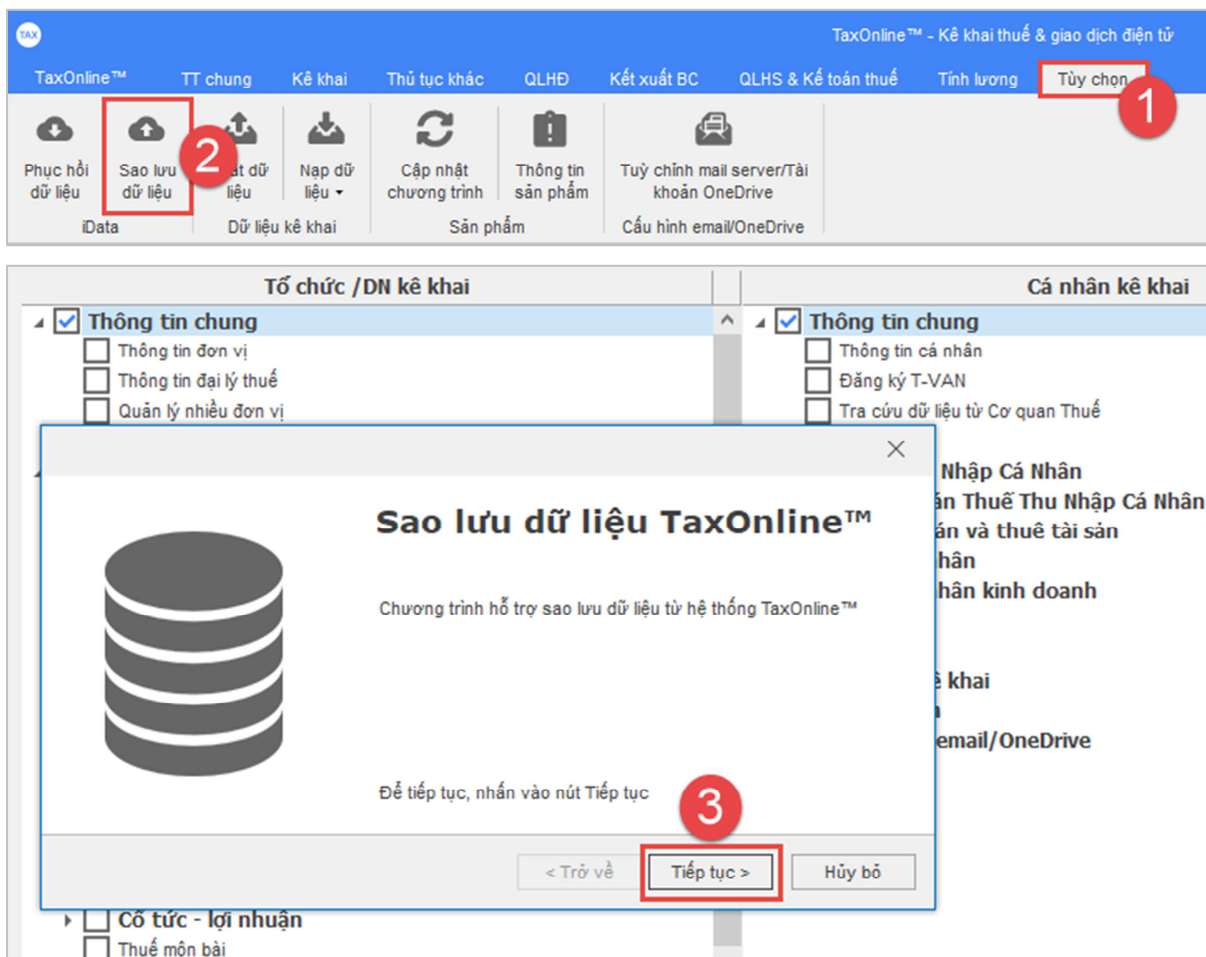 TAX
TaxOnline™ - Kê khai thuế & giao dịch điện tử
TaxOnline™ TT chung Kê khai Thủ tục khác QLHĐ Kết xuất BC QLHS & Kế toán thuế Tính lương Tùy chọn
1
2
Phục hồi dữ liệu
Sao lưu dữ liệu
dữ liệu
Nạp dữ liệu
Cập nhật chương trình
Thông tin sản phẩm
Tuỳ chỉnh mail server/Tài khoản OneDrive
iData
Dữ liệu kê khai
Sản phẩm
Cấu hình email/OneDrive
Tổ chức /DN kê khai
Cá nhân kê khai
Thông tin chung
Thông tin đơn vị
Thông tin đại lý thuế
Quản lý nhiều đơn vị
Thông tin chung
Thông tin cá nhân
Đăng ký T-VAN
Tra cứu dữ liệu từ Cơ quan Thuế
Nhập Cá Nhân
án Thuế Thu Nhập Cá Nhân
án và thuê tài sản
hân
hân kinh doanh
ê khai
email/OneDrive
Sao lưu dữ liệu TaxOnline™
Chương trình hỗ trợ sao lưu dữ liệu từ hệ thống TaxOnline™
Để tiếp tục, nhấn vào nút Tiếp tục
3
< Trở về
Tiếp tục >
Hủy bỏ
Cổ tức - lợi nhuận
Thuế môn bài